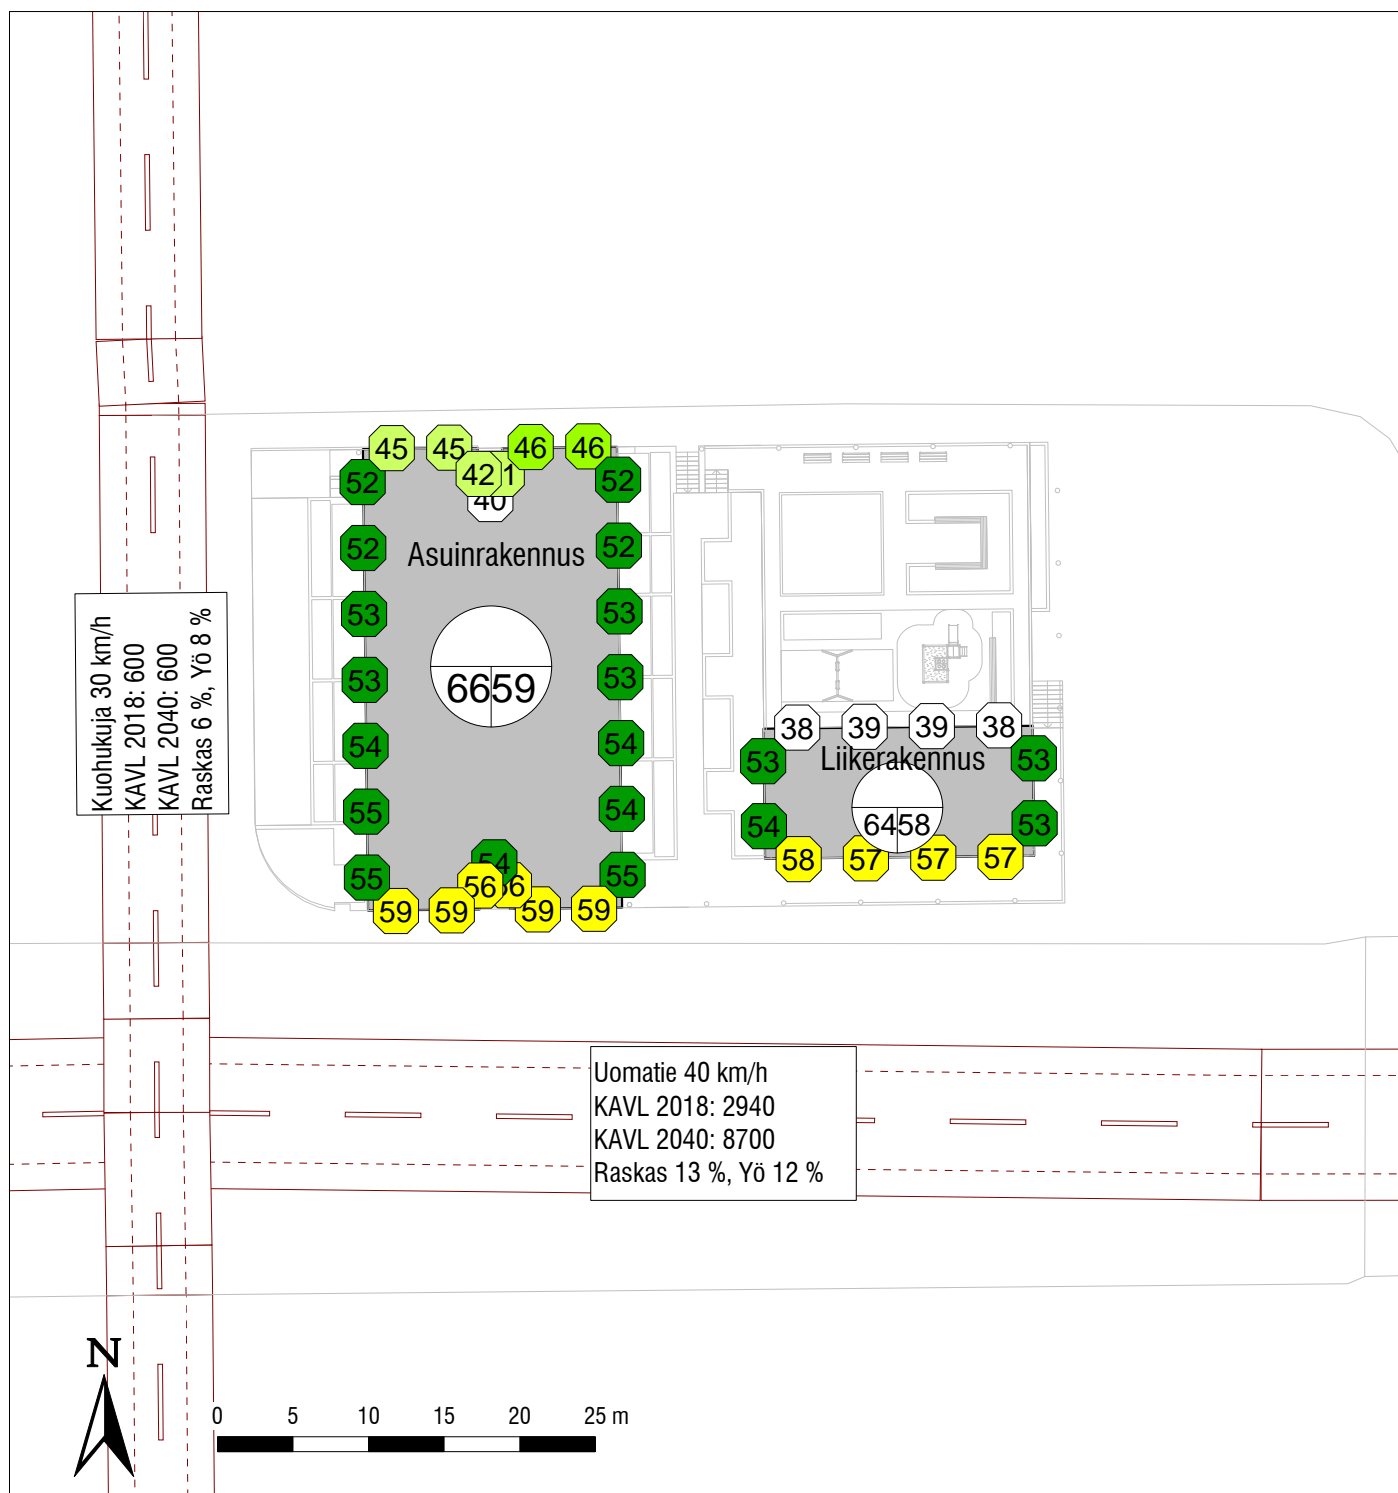 45 45 46 46
42 1
40
52 52
52 Asuinrakennus 52
53 53
53 66 59 53
54 54
55 54
55 54 55
56 56
59 59 59 59
38 39 39 38
53 Liikerakennus 53
54 64 58 53
58 57 57 57
Kuohukuja 30 km/h
KAVL 2018: 600
KAVL 2040: 600
Raskas 6 %, Yö 8 %
Uomatie 40 km/h
KAVL 2018: 2940
KAVL 2040: 8700
Raskas 13 %, Yö 12 %
N
0 5 10 15 20 25 m